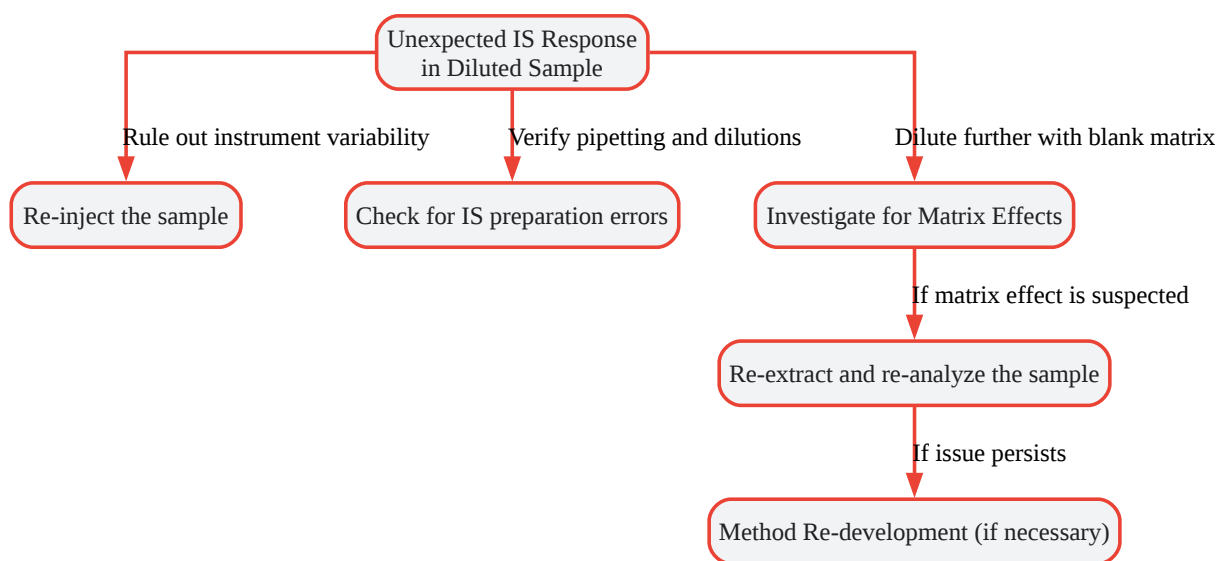 Unexpected IS Response
in Diluted Sample
Rule out instrument variability
Verify pipetting and dilutions
Dilute further with blank matrix
Re-inject the sample
Check for IS preparation errors
Investigate for Matrix Effects
If matrix effect is suspected
Re-extract and re-analyze the sample
If issue persists
Method Re-development (if necessary)